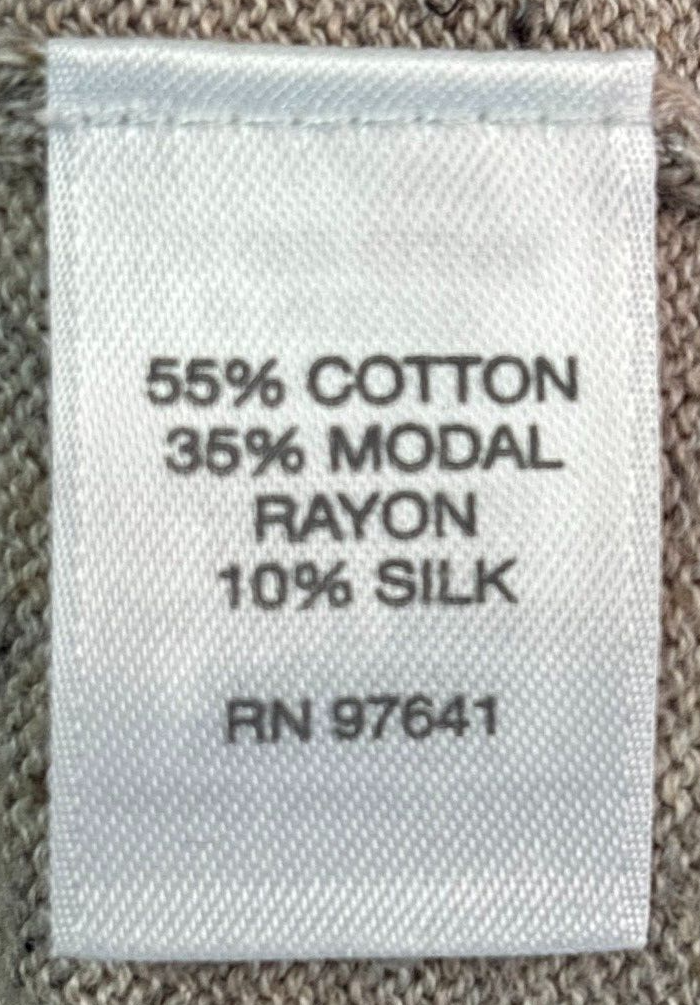 55% COTTON
35% MODAL
RAYON
10% SILK
RN 97641